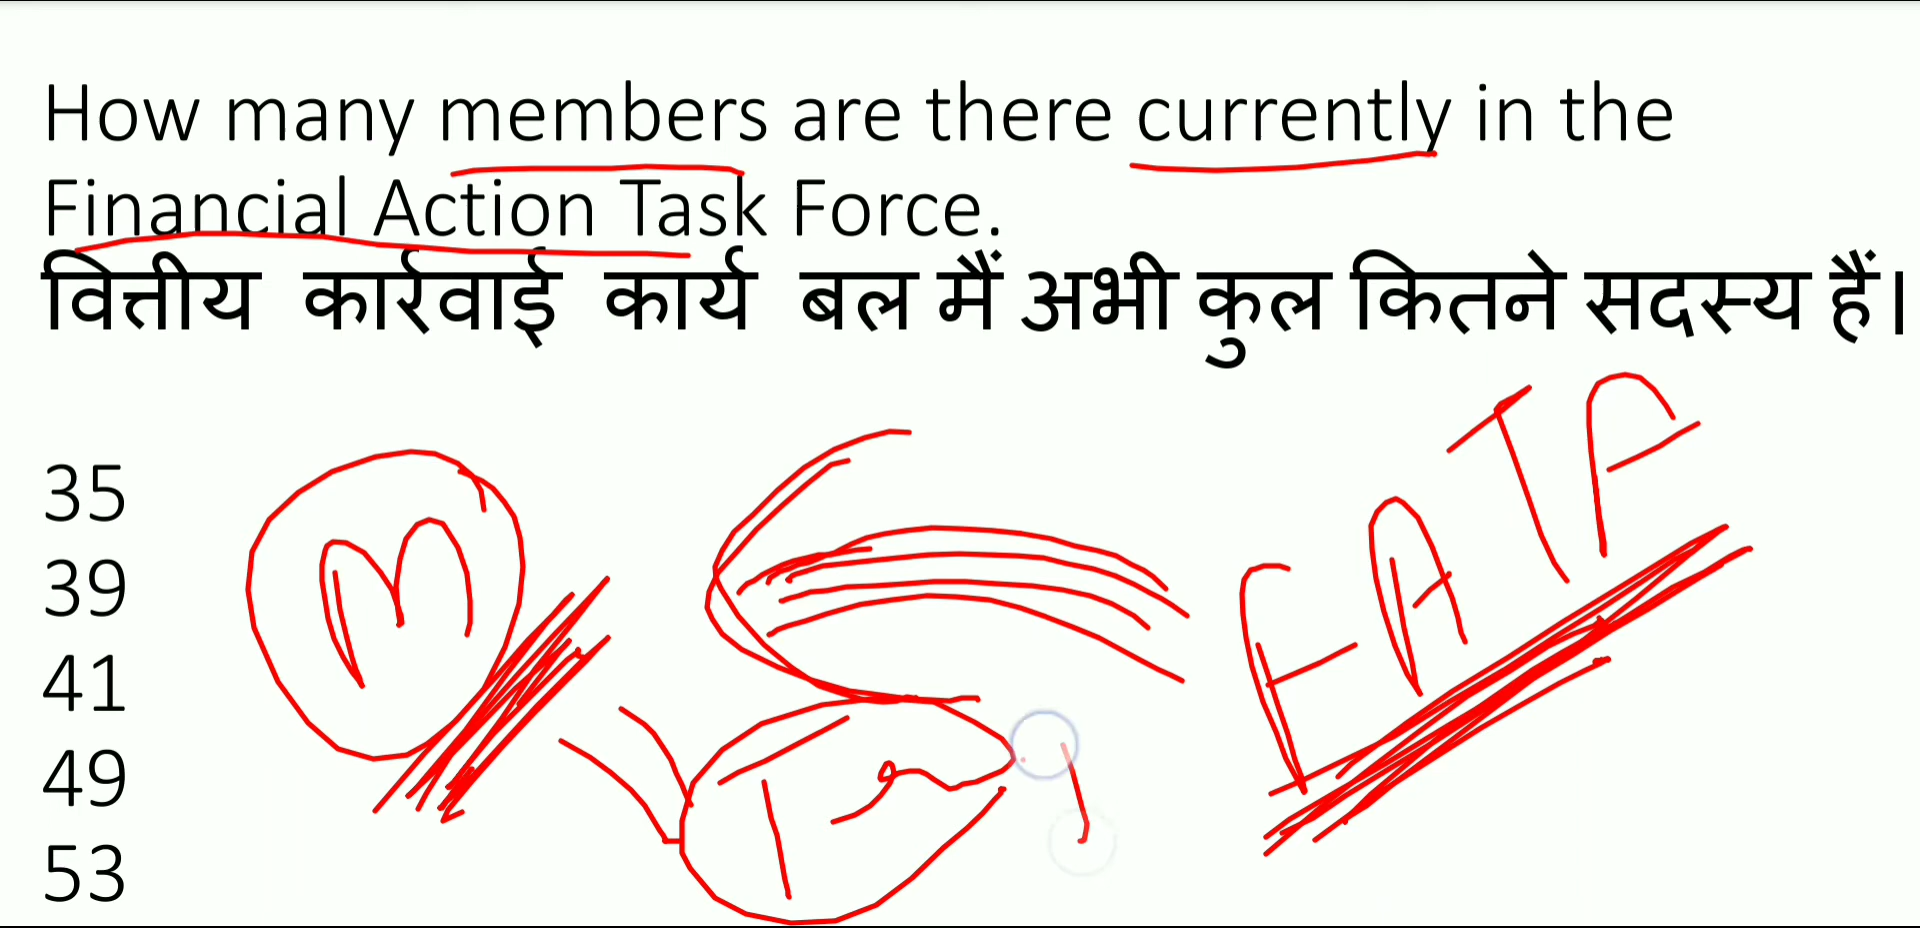 How many members are there currently in the
Financial Action Task Force.
वित्तीय कार्रवाई कार्य बल मैं अभी कुल कितने सदस्य हैं।
35
39
41
49
53
M
FATA